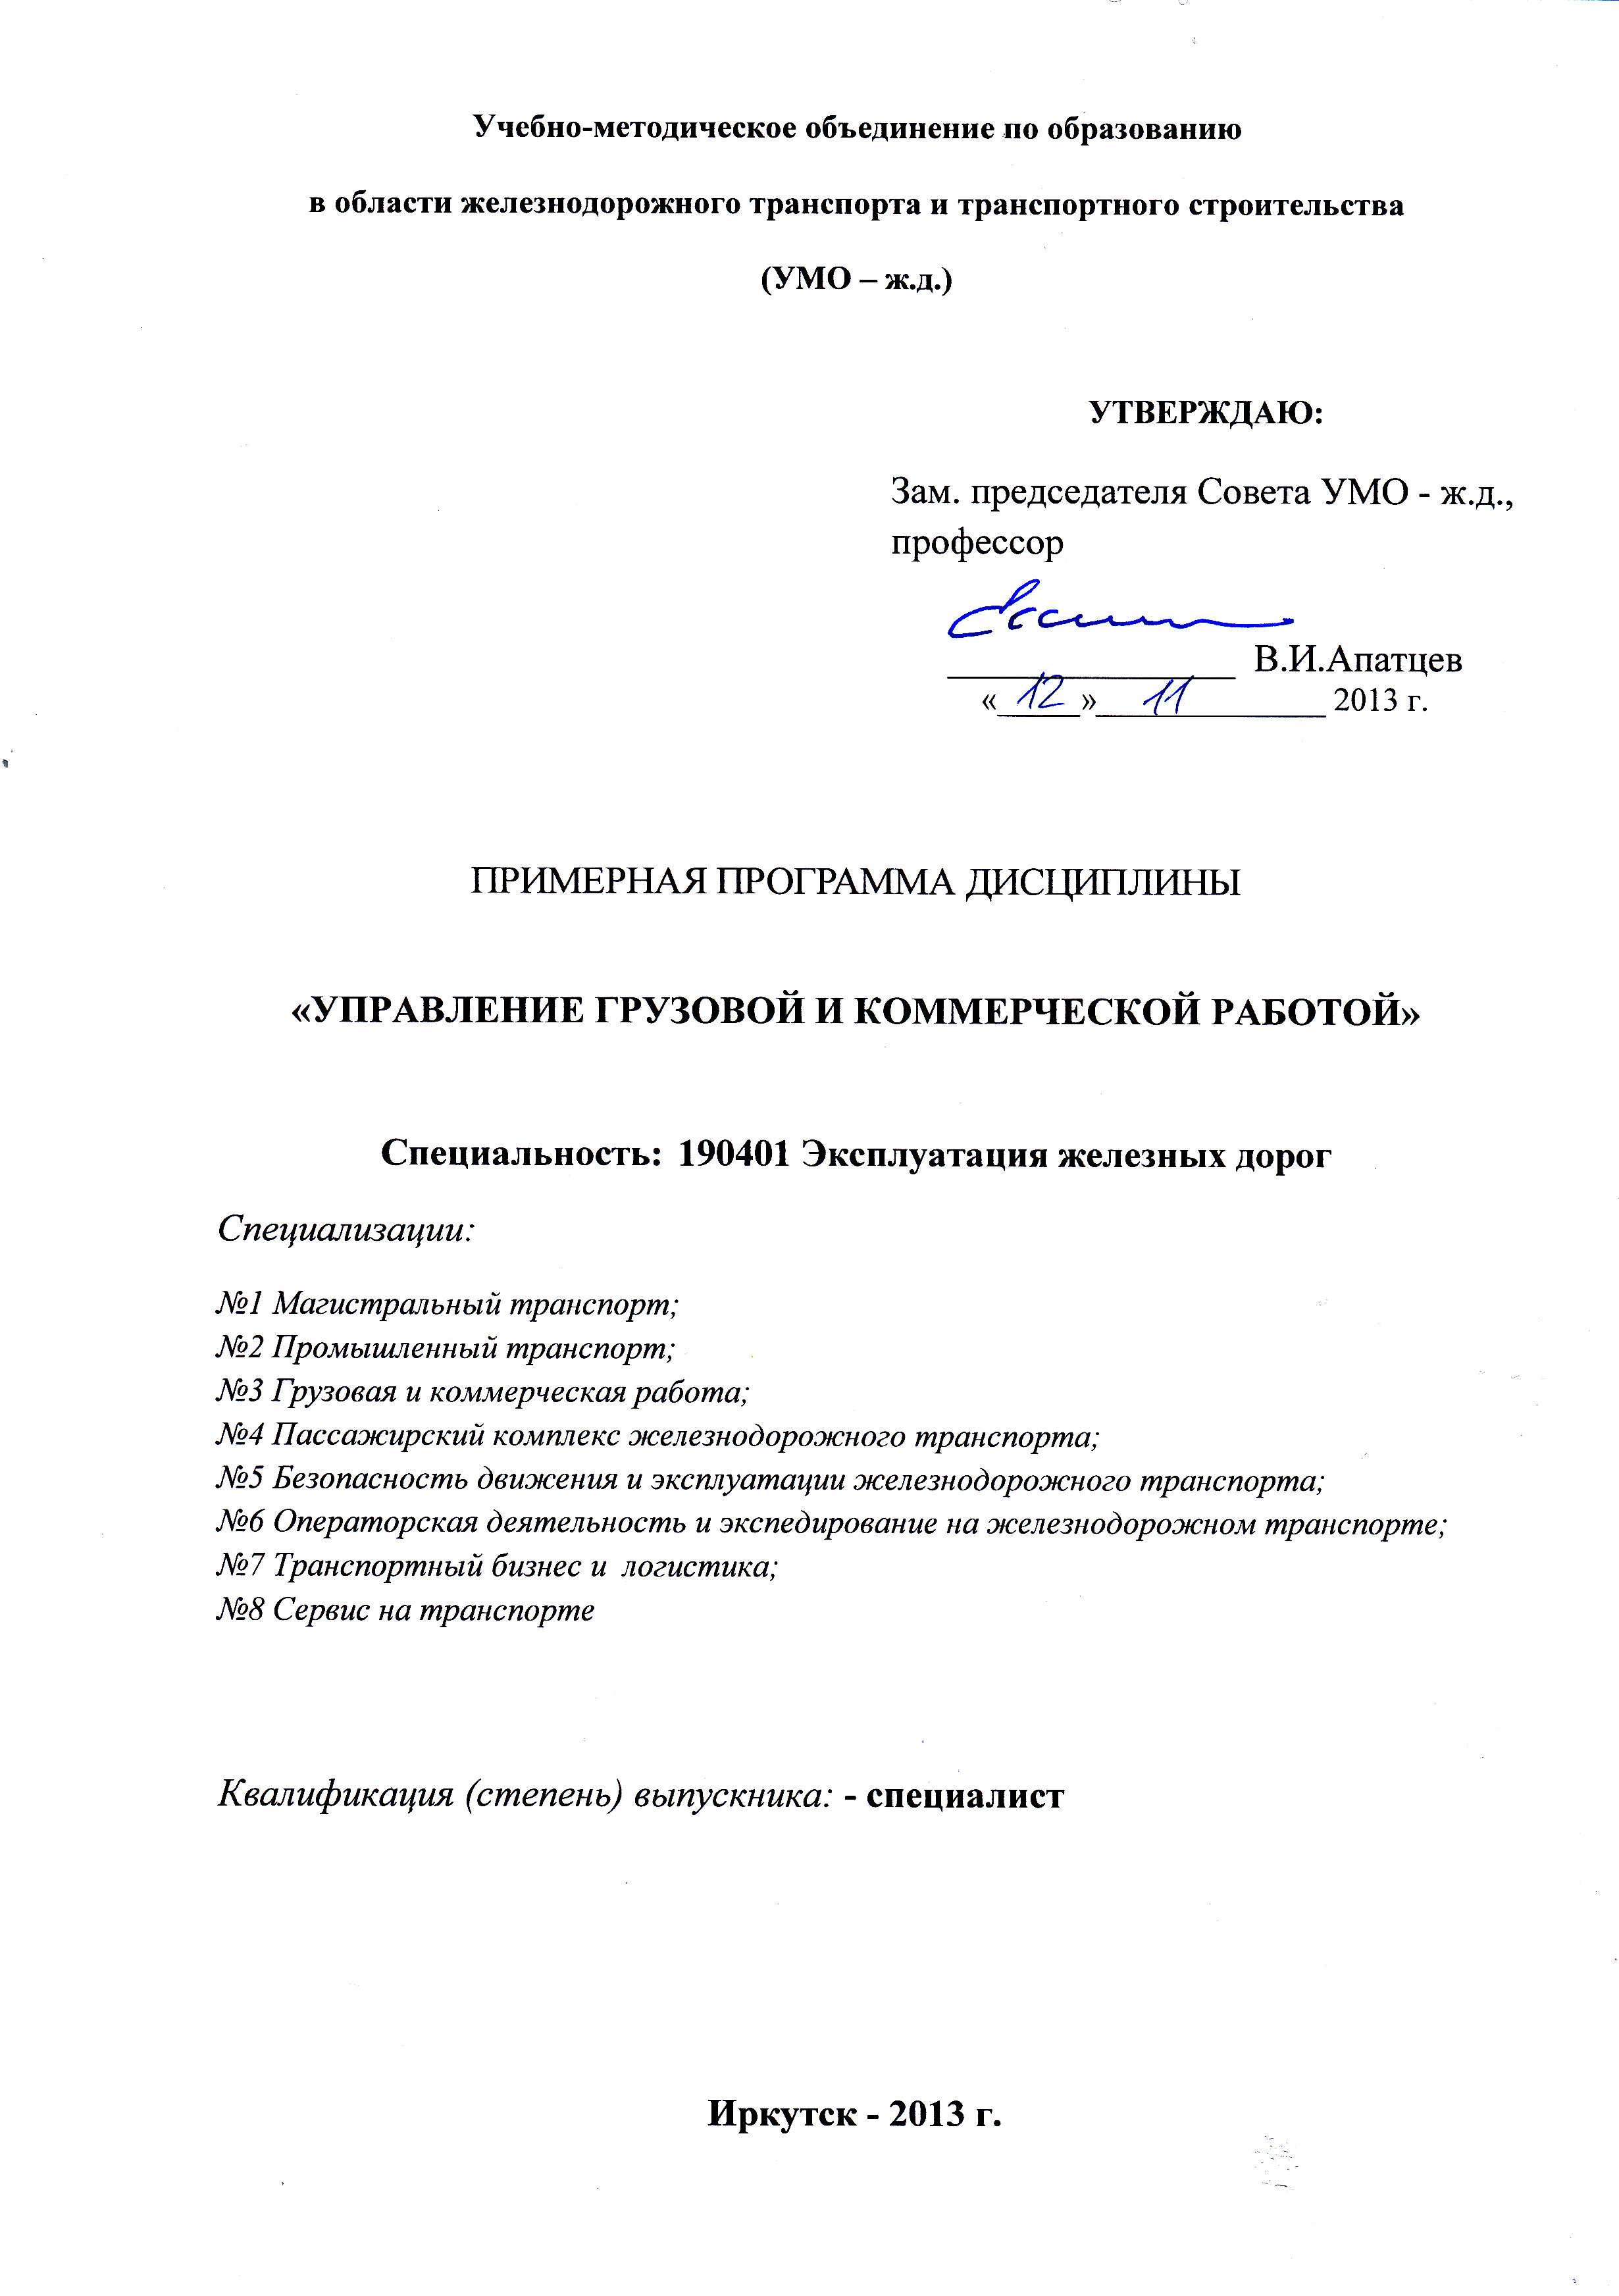 Учебно-методическое объединение по образованию
в области железнодорожного транспорта и транспортного строительства
(УМО – ж.д.)
УТВЕРЖДАЮ:
Зам. председателя Совета УМО - ж.д.,
профессор
В.И.Апатцев
«12» 11 2013 г.
ПРИМЕРНАЯ ПРОГРАММА ДИСЦИПЛИНЫ
«УПРАВЛЕНИЕ ГРУЗОВОЙ И КОММЕРЧЕСКОЙ РАБОТОЙ»
Специальность: 190401 Эксплуатация железных дорог
Специализации:
№1 Магистральный транспорт;
№2 Промышленный транспорт;
№3 Грузовая и коммерческая работа;
№4 Пассажирский комплекс железнодорожного транспорта;
№5 Безопасность движения и эксплуатации железнодорожного транспорта;
№6 Операторская деятельность и экспедирование на железнодорожном транспорте;
№7 Транспортный бизнес и логистика;
№8 Сервис на транспорте
Квалификация (степень) выпускника: - специалист
Иркутск - 2013 г.